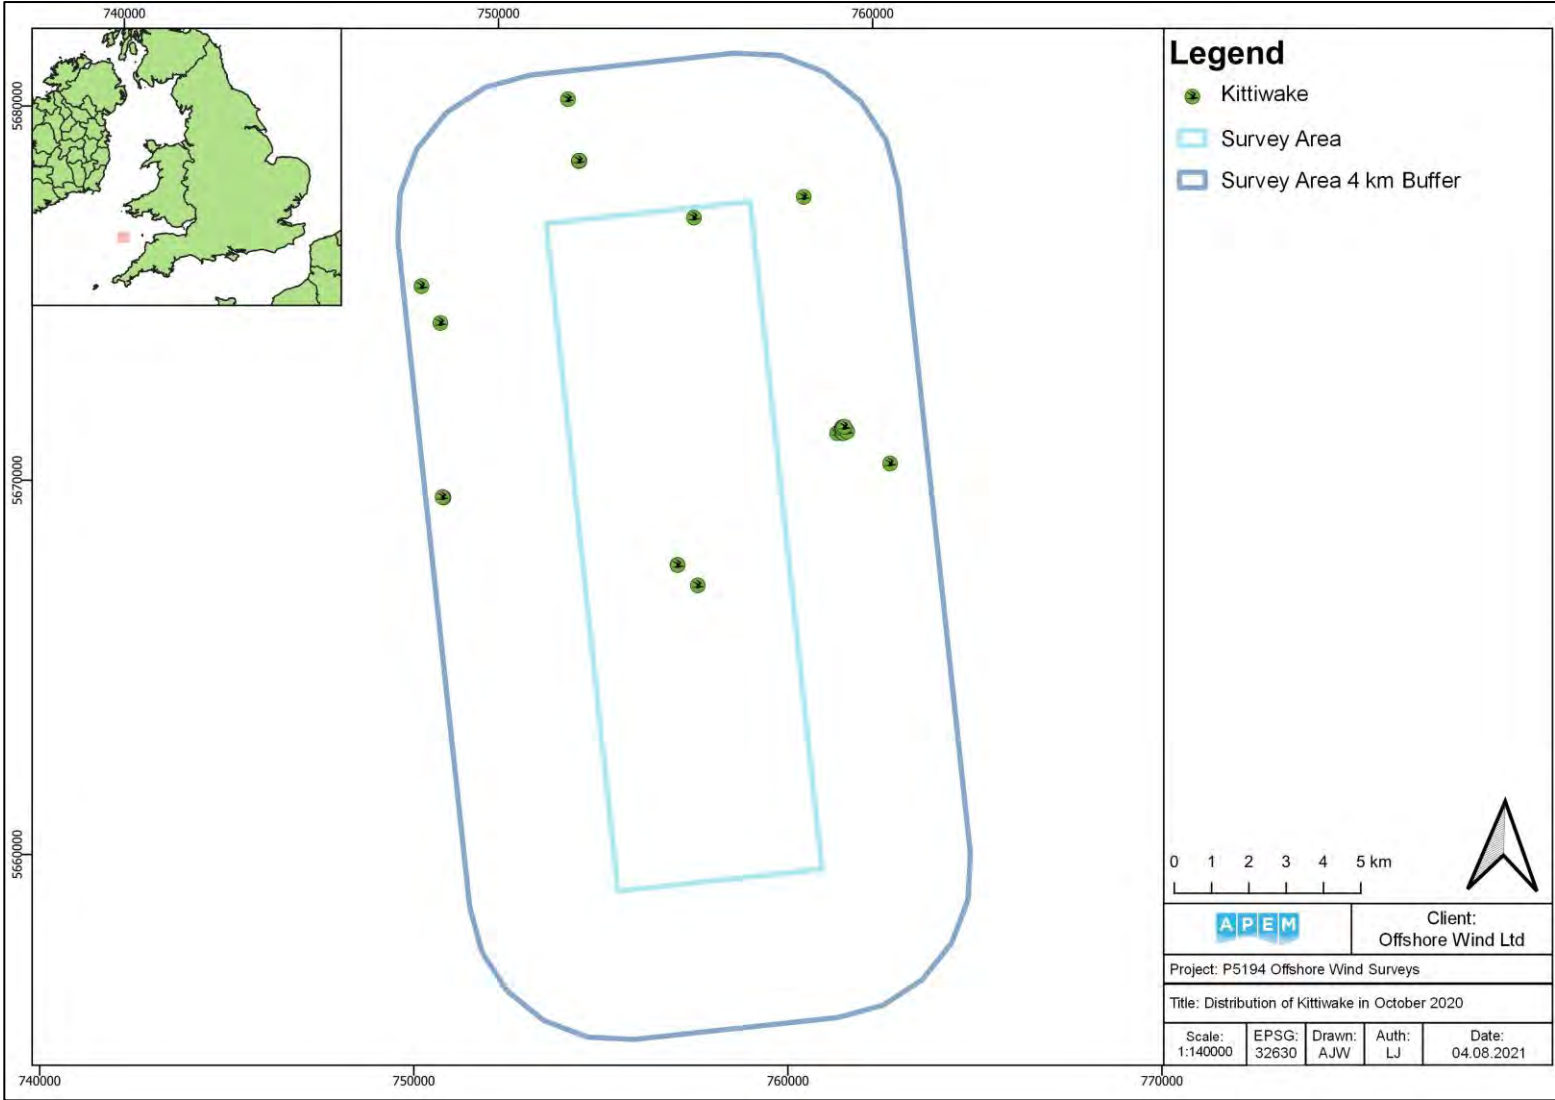 740000
750000
760000
5680000
5670000
5660000
740000
750000
760000
770000
Legend
Kittiwake
Survey Area
Survey Area 4 km Buffer
0 1 2 3 4 5 km
APEM
Client:
Offshore Wind Ltd
Project: P5194 Offshore Wind Surveys
Title: Distribution of Kittiwake in October 2020
Scale:
1:140000
EPSG:
32630
Drawn:
AJW
Auth:
LJ
Date:
04.08.2021